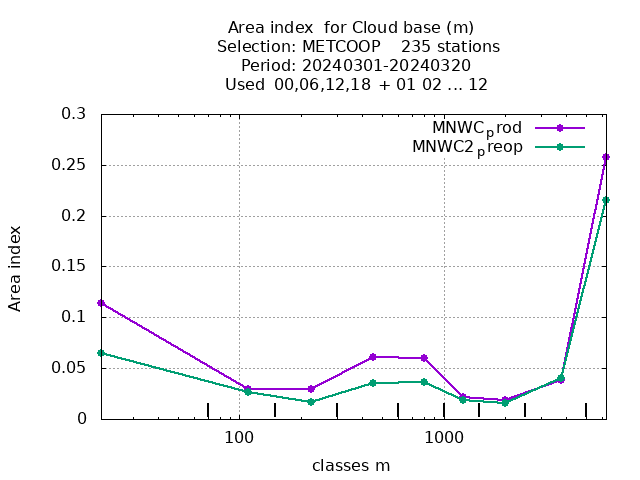 Area index  for Cloud base (m)
Selection: METCOOP    235 stations
Period: 20240301-20240320
Used  00,06,12,18 + 01 02 ... 12
MNWCprod
MNWC2preop
0.3
0.25
0.2
0.15
0.1
0.05
0
Area index
100
1000
classes m